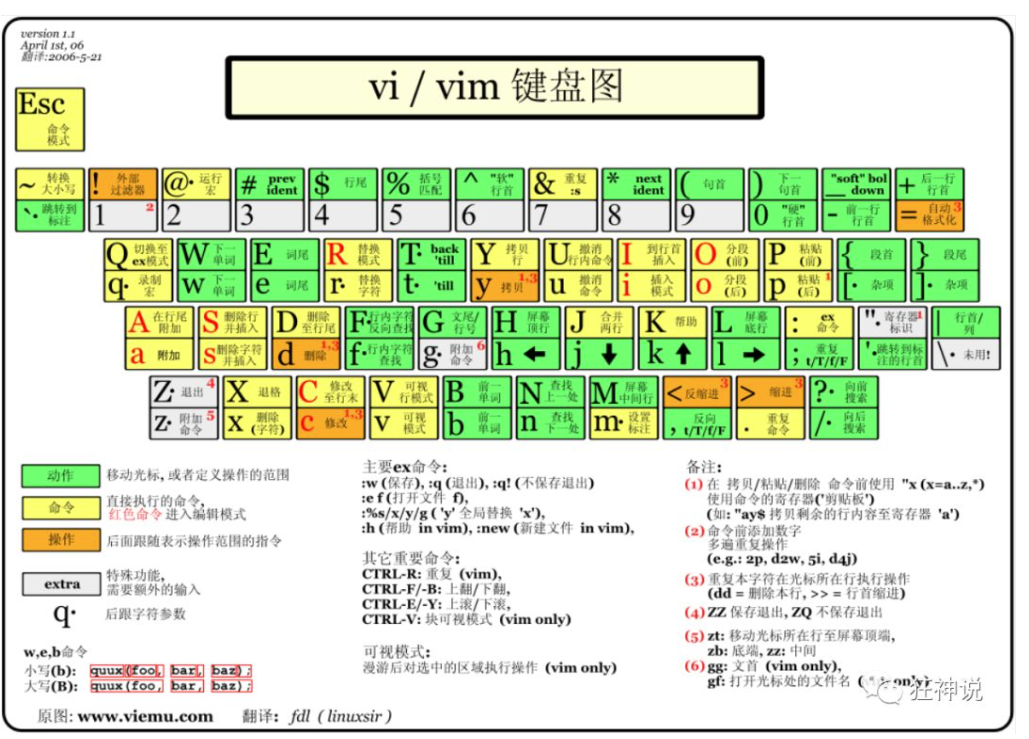 version 1.1
April 1st, 06
翻译:2006-5-21
vi / vim 键盘图
Esc 命令模式
~ 转换大小写
! 外部过滤器
@· 运行宏
# prev ident
$ 行尾
% 括号匹配
^ "软"行首
& 重复 :s
* next ident
( 句首
) 下一句首
_ "soft" bol down
+ 后一行行首
`· 跳转到标注
1 2
2
3
4
5
6
7
8
9
0 "硬"行首
- 前一行行首
= 自动格式化 3
Q 切换至ex模式
W 下一单词
E 词尾
R 替换模式
T· back 'till
Y 拷贝行
U 撤消行内命令
I 到行首插入
O 分段(前)
P 粘贴(前)
{ 段首
} 段尾
q· 录制宏
w 下一单词
e 词尾
r· 替换字符
t· 'till
y 拷贝 1,3
u 撤消命令
i 插入模式
o 分段(后)
p 粘贴(后) 1
[· 杂项
]· 杂项
A 在行尾附加
S 删除行并插入
D 删除至行尾
F· 行内字符反向查找
G 文尾/行号
H 屏幕顶行
J 合并两行
K 帮助
L 屏幕底行
: ex 命令
"· 寄存器标识 1
| 行首/列
a 附加
s 删除字符并插入
d 删除 1,3
f· 行内字符查找
g· 附加命令 6
h ←
j ↓
k ↑
l →
; 重复 t/T/f/F
'· 跳转到标注的行首
\· 未用!
Z· 退出 4
X 退格
C 修改至行末
V 可视行模式
B 前一单词
N 查找上一处
M 屏幕中间行
< 反缩进 3
> 缩进 3
?· 向前搜索
z· 附加命令 5
x 删除(字符)
c 修改 1,3
v 可视模式
b 前一单词
n 查找下一处
m· 设置标注
, 反向 t/T/f/F
. 重复命令
/· 向后搜索
动作 移动光标, 或者定义操作的范围
命令 直接执行的命令,
红色命令 进入编辑模式
操作 后面跟随表示操作范围的指令
extra 特殊功能,
需要额外的输入
q· 后跟字符参数
w,e,b命令
小写(b): quux(foo, bar, baz);
大写(B): quux(foo, bar, baz);
原图: www.viemu.com 翻译: fdl ( linuxsir )
主要ex命令:
:w (保存), :q (退出), :q! (不保存退出)
:e f (打开文件 f),
:%s/x/y/g ( 'y' 全局替换 'x'),
:h (帮助 in vim), :new (新建文件 in vim),
其它重要命令:
CTRL-R: 重复 (vim),
CTRL-F/-B: 上翻/下翻,
CTRL-E/-Y: 上滚/下滚,
CTRL-V: 块可视模式 (vim only)
可视模式:
漫游后对选中的区域执行操作 (vim only)
备注:
(1) 在 拷贝/粘贴/删除 命令前使用 "x (x=a..z,*)
使用命令的寄存器('剪贴板')
(如: "ay$ 拷贝剩余的行内容至寄存器 'a')
(2) 命令前添加数字
多遍重复操作
(e.g.: 2p, d2w, 5i, d4j)
(3) 重复本字符在光标所在行执行操作
(dd = 删除本行, >> = 行首缩进)
(4) ZZ 保存退出, ZQ 不保存退出
(5) zt: 移动光标所在行至屏幕顶端,
zb: 底端, zz: 中间
(6) gg: 文首 (vim only),
gf: 打开光标处的文件名 (
狂神说